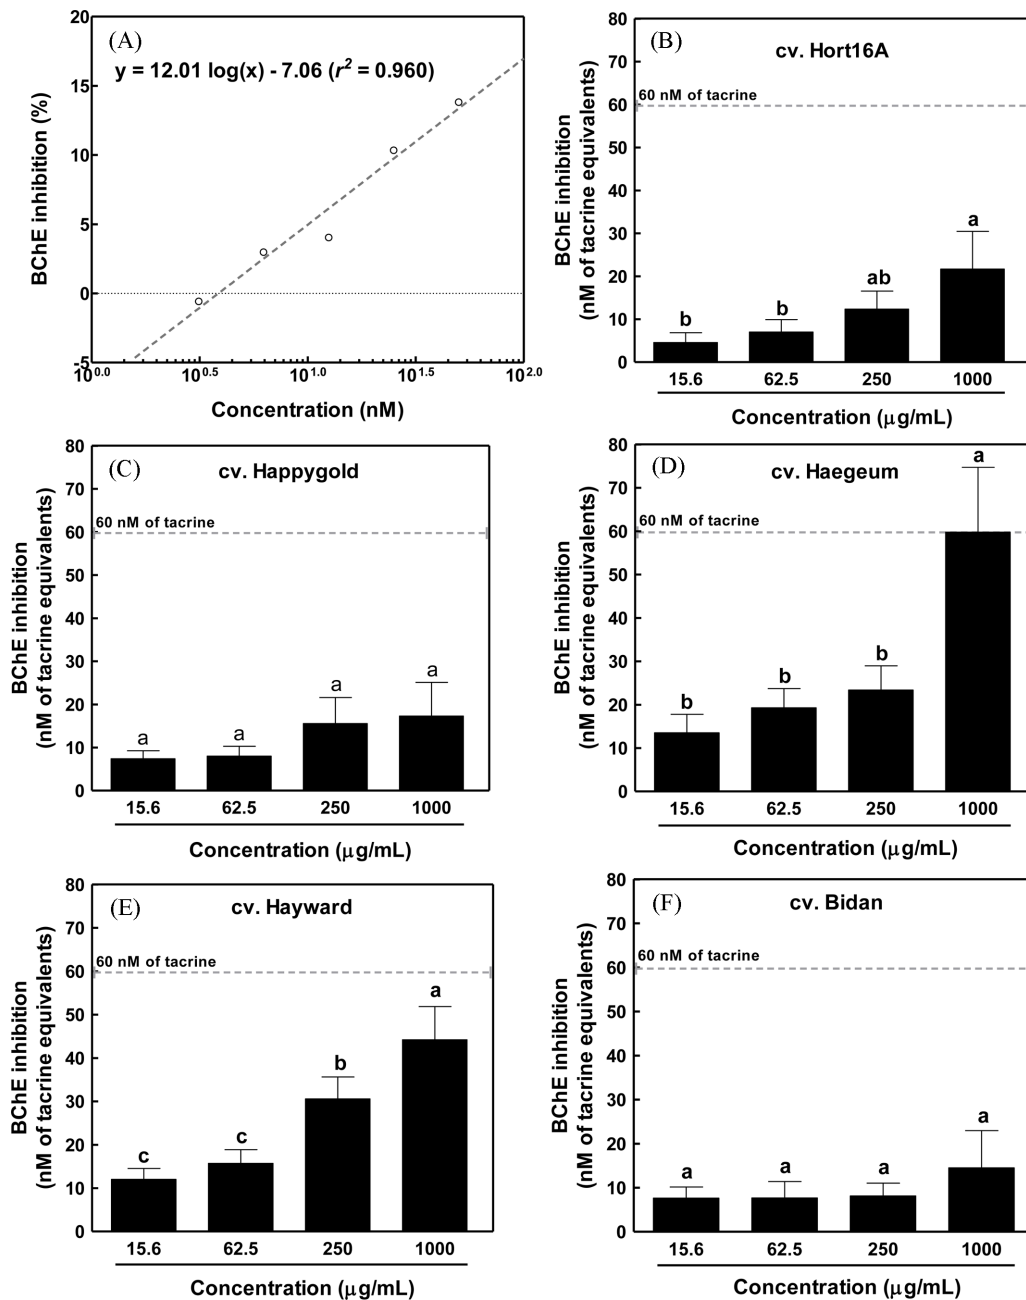 (A)
y = 12.01 log(x) - 7.06 (r² = 0.960)
BChE inhibition (%)
20
15
10
5
0
-5
10^0.0 10^0.5 10^1.0 10^1.5 10^2.0
Concentration (nM)
(B)
cv. Hort16A
60 nM of tacrine
BChE inhibition
(nM of tacrine equivalents)
80
70
60
50
40
30
20
10
0
b b ab a
15.6 62.5 250 1000
Concentration (μg/mL)
(C)
cv. Happygold
60 nM of tacrine
BChE inhibition
(nM of tacrine equivalents)
80
70
60
50
40
30
20
10
0
a a a a
15.6 62.5 250 1000
Concentration (μg/mL)
(D)
cv. Haegeum
60 nM of tacrine
BChE inhibition
(nM of tacrine equivalents)
80
70
60
50
40
30
20
10
0
b b b a
15.6 62.5 250 1000
Concentration (μg/mL)
(E)
cv. Hayward
60 nM of tacrine
BChE inhibition
(nM of tacrine equivalents)
80
70
60
50
40
30
20
10
0
c c b a
15.6 62.5 250 1000
Concentration (μg/mL)
(F)
cv. Bidan
60 nM of tacrine
BChE inhibition
(nM of tacrine equivalents)
80
70
60
50
40
30
20
10
0
a a a a
15.6 62.5 250 1000
Concentration (μg/mL)